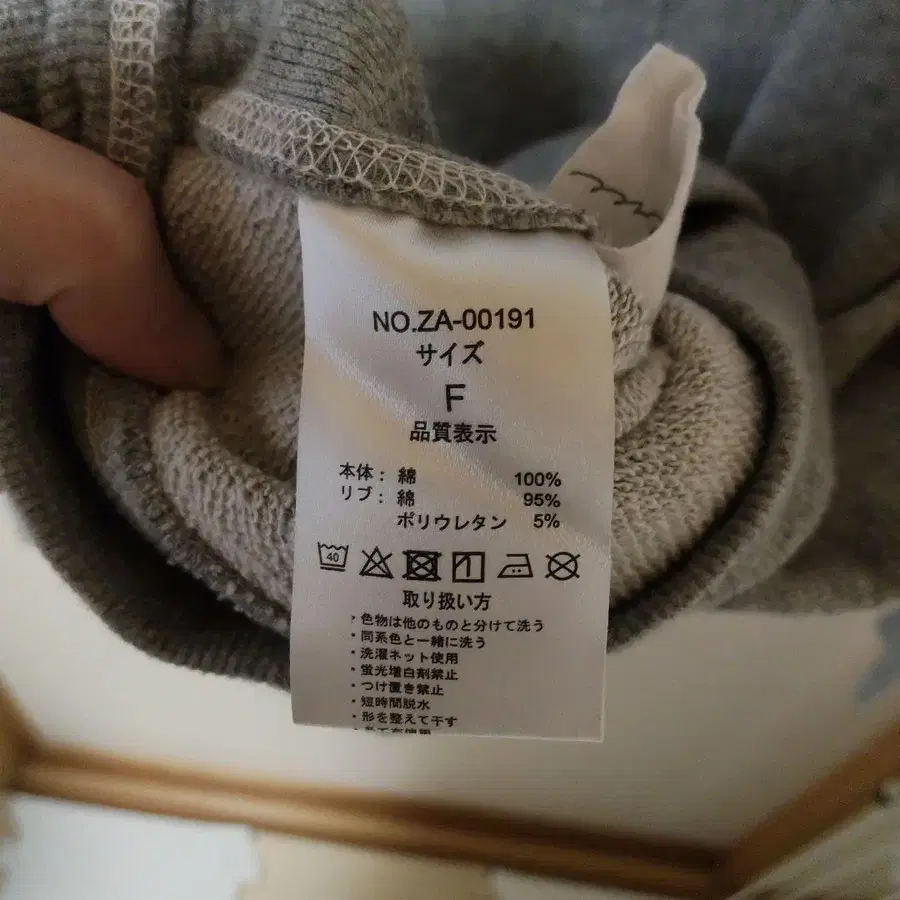 NO.ZA-00191
サイズ
F
品質表示
本体： 綿 100%
リブ： 綿 95%
ポリウレタン 5%
40
取り扱い方
・色物は他のものと分けて洗う
・同系色と一緒に洗う
・洗濯ネット使用
・蛍光増白剤禁止
・つけ置き禁止
・短時間脱水
・形を整えて干す